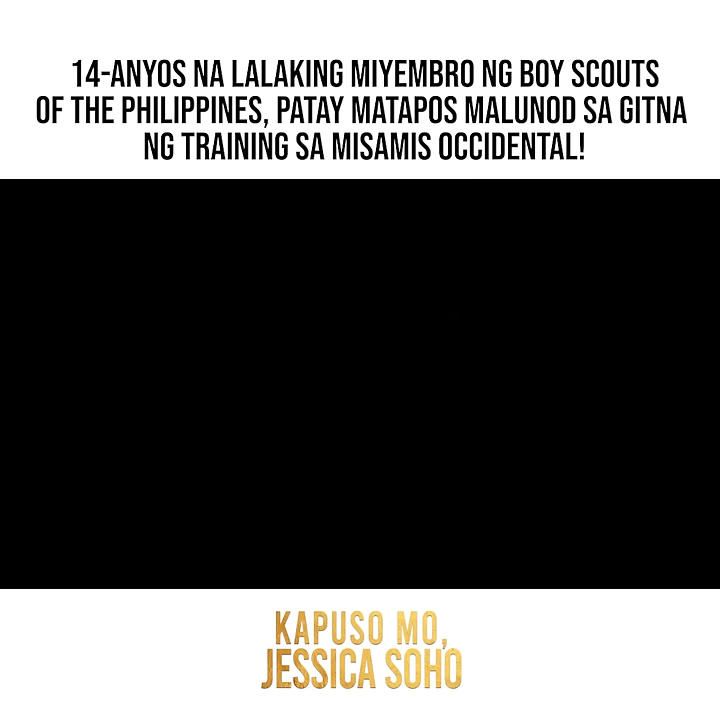 14-ANYOS NA LALAKING MIYEMBRO NG BOY SCOUTS
OF THE PHILIPPINES, PATAY MATAPOS MALUNOD SA GITNA
NG TRAINING SA MISAMIS OCCIDENTAL!
KAPUSO MO,
JESSICA SOHO